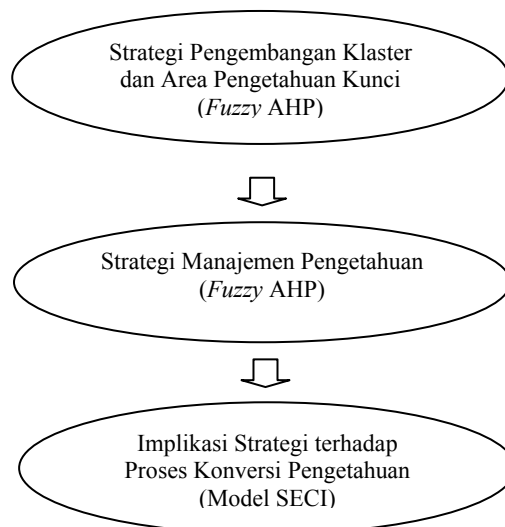 Strategi Pengembangan Klaster
dan Area Pengetahuan Kunci
(Fuzzy AHP)
Strategi Manajemen Pengetahuan
(Fuzzy AHP)
Implikasi Strategi terhadap
Proses Konversi Pengetahuan
(Model SECI)